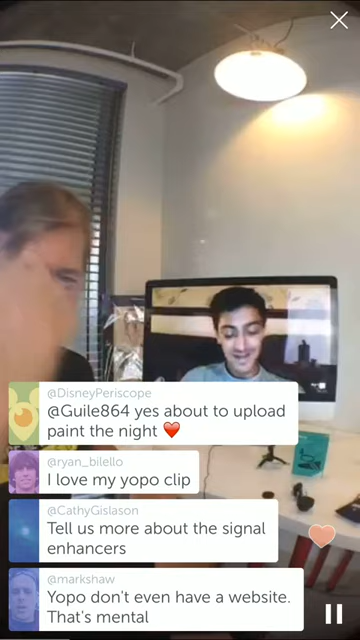 @DisneyPeriscope
@Guile864 yes about to upload
paint the night ❤️
@ryan_bilello
I love my yopo clip
@CathyGislason
Tell us more about the signal
enhancers
@markshaw
Yopo don't even have a website.
That's mental